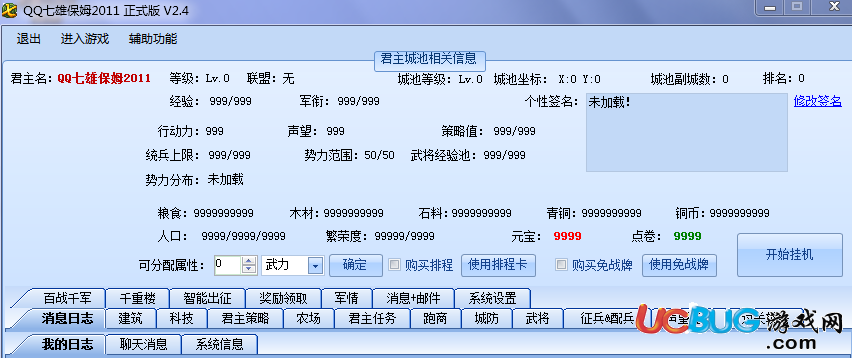 QQ七雄保姆2011 正式版 V2.4
退出 进入游戏 辅助功能
君主城池相关信息
君主名: QQ七雄保姆2011 等级: Lv.0 联盟: 无 城池等级: Lv.0 城池坐标: X:0 Y:0 城池副城数: 0 排名: 0
经验: 999/999 军衔: 999/999 个性签名: 未加载! 修改签名
行动力: 999 声望: 999 策略值: 999/999
统兵上限: 999/999 势力范围: 50/50 武将经验池: 999/999
势力分布: 未加载
粮食: 9999999999 木材: 9999999999 石料: 9999999999 青铜: 9999999999 铜币: 9999999999
人口: 9999/9999/9999 繁荣度: 99999/9999 元宝: 9999 点卷: 9999 开始挂机
可分配属性: 0 武力 确定 购买排程 使用排程卡 购买免战牌 使用免战牌
百战千军 千重楼 智能出征 奖励领取 军情 消息+邮件 系统设置
消息日志 建筑 科技 君主策略 农场 君主任务 跑商 城防 武将 征兵&配兵
我的日志 聊天消息 系统信息
UCBUG游戏网
.com